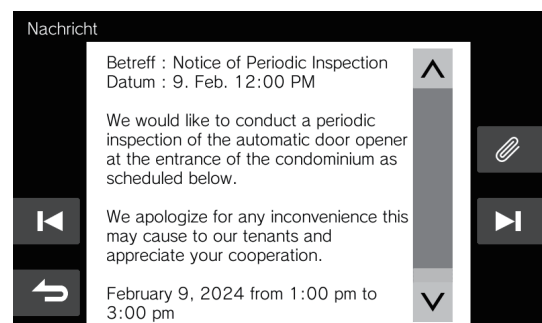 Nachricht
Betreff : Notice of Periodic Inspection
Datum : 9. Feb. 12:00 PM
We would like to conduct a periodic
inspection of the automatic door opener
at the entrance of the condominium as
scheduled below.
We apologize for any inconvenience this
may cause to our tenants and
appreciate your cooperation.
February 9, 2024 from 1:00 pm to
3:00 pm